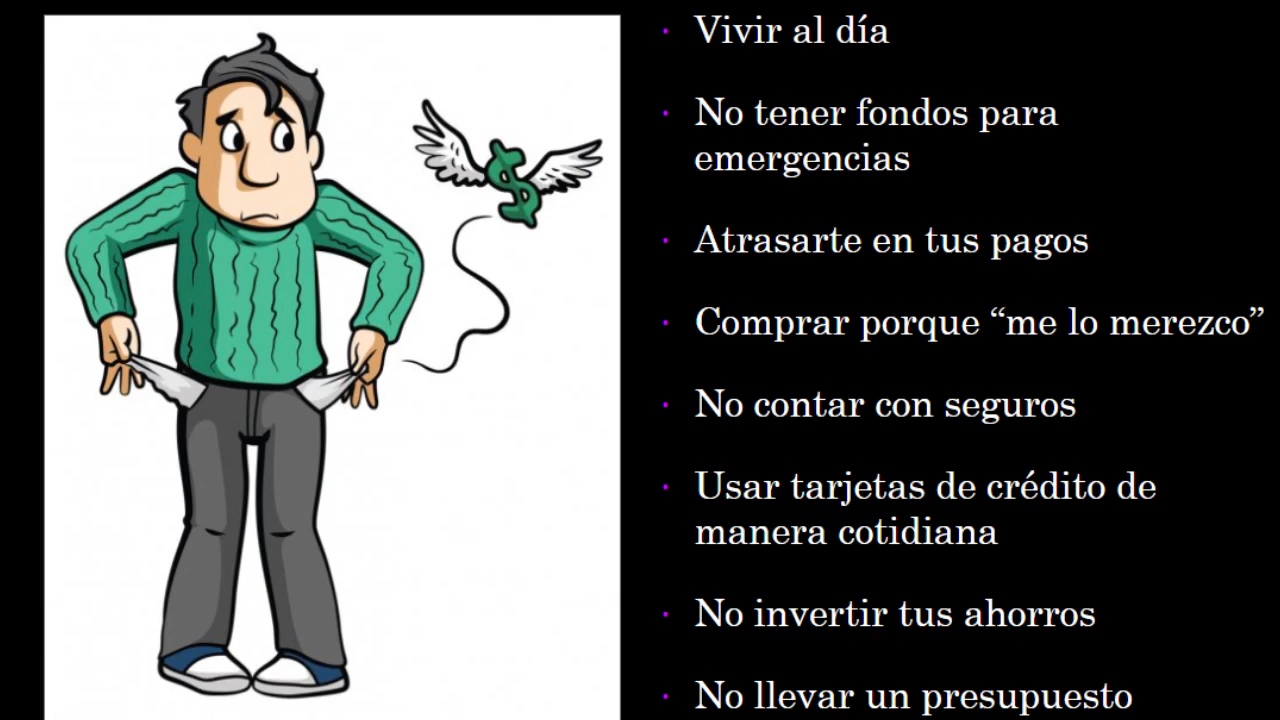 · Vivir al día
· No tener fondos para
emergencias
· Atrasarte en tus pagos
· Comprar porque “me lo merezco”
· No contar con seguros
· Usar tarjetas de crédito de
manera cotidiana
· No invertir tus ahorros
· No llevar un presupuesto